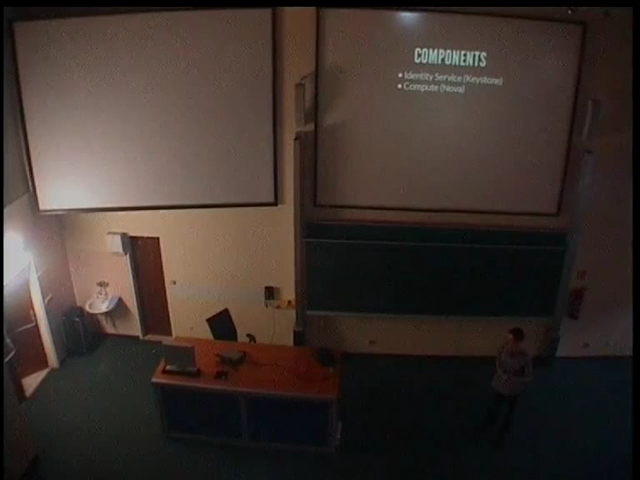 COMPONENTS
• Identity Service (Keystone)
• Compute (Nova)